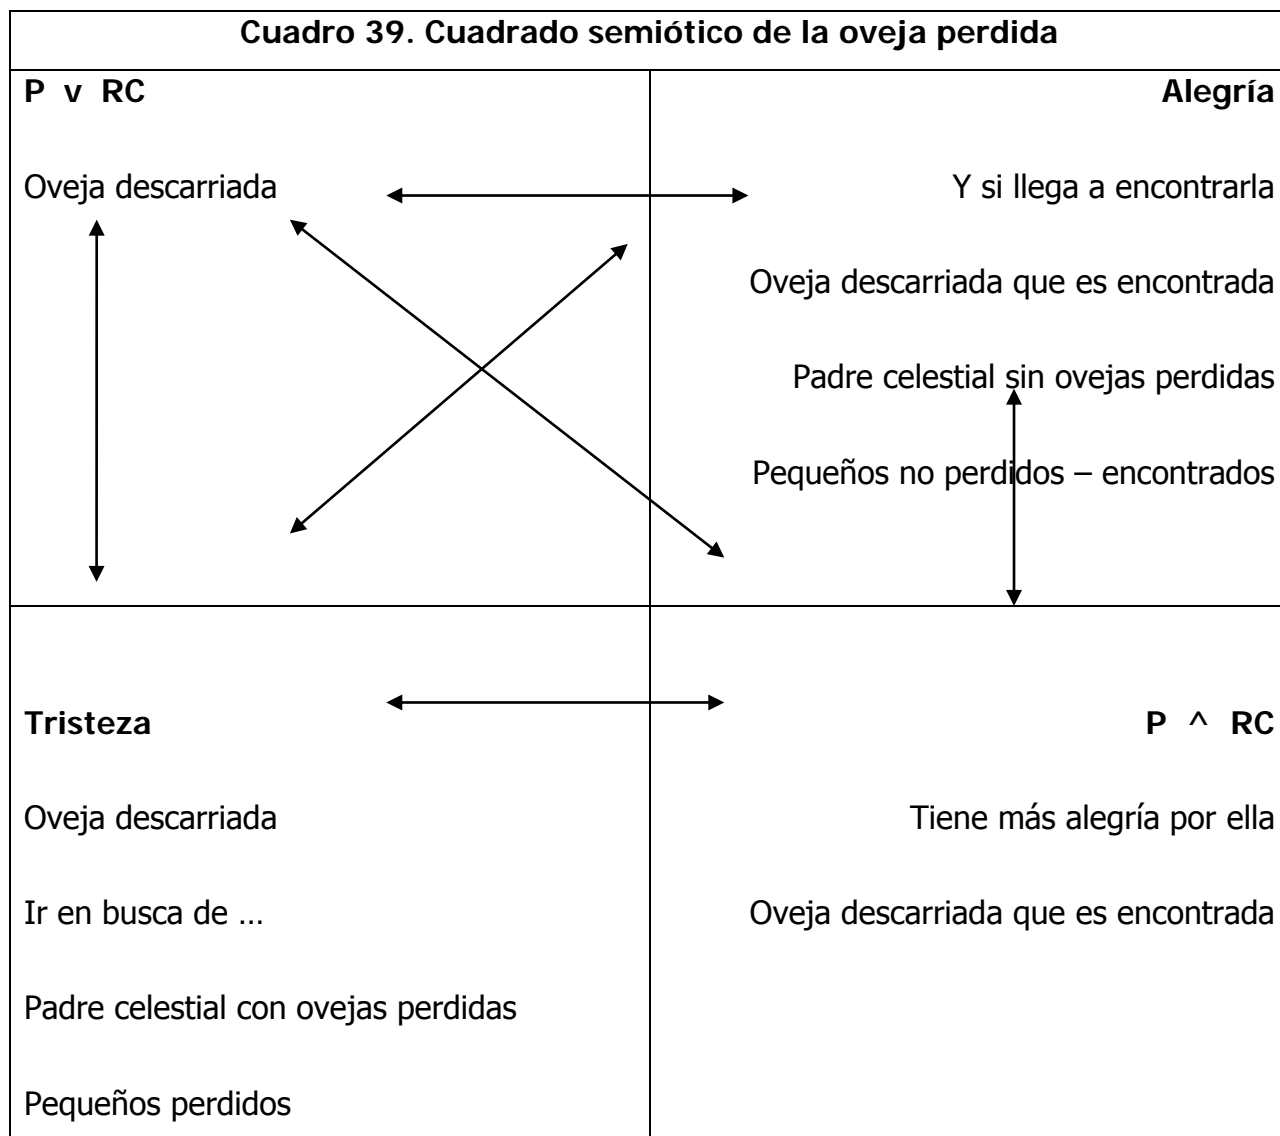 Cuadro 39. Cuadrado semiótico de la oveja perdida
P v RC
Oveja descarriada
Alegría
Y si llega a encontrarla
Oveja descarriada que es encontrada
Padre celestial sin ovejas perdidas
Pequeños no perdidos – encontrados
Tristeza
Oveja descarriada
Ir en busca de ...
Padre celestial con ovejas perdidas
Pequeños perdidos
P ^ RC
Tiene más alegría por ella
Oveja descarriada que es encontrada